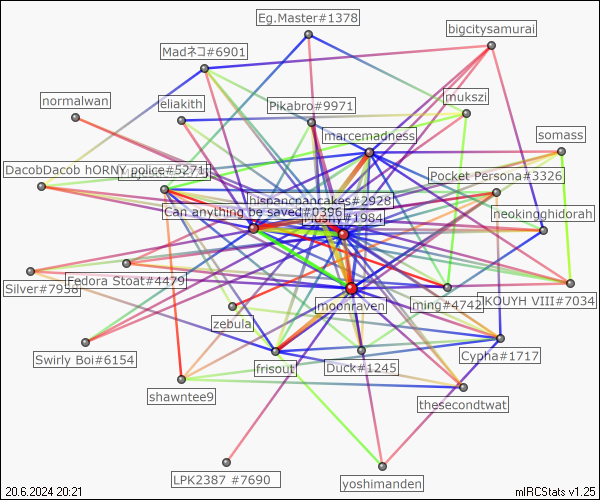 Eg.Master#1378
bigcitysamurai
Madネコ#6901
normalwan
eliakith
Pikabro#9971
mukszi
marcemadness
somass
DacobDacob hORNY police#5271
Pocket Persona#3326
hispancpancakes#2928
Can anything be saved#0396
#1984
neokingghidorah
Silver#7958
Fedora Stoat#4479
moonraven
ming#4742
KOUYH VIII#7034
zebula
Swirly Boi#6154
frisout
Duck#1245
Cypha#1717
shawntee9
thesecondtwat
LPK2387 #7690
yoshimanden
20.6.2024 20:21
mIRCStats v1.25